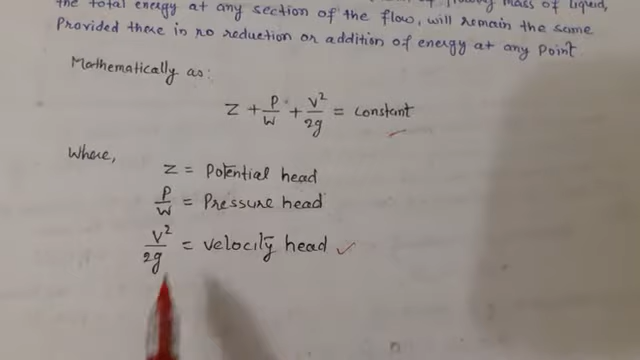 the total energy at any section of the flow, will remain the same
Provided there in no reduction or addition of energy at any Point
Mathematically as:
Z + P/W + V²/2g = constant
Where,
Z = Potential head
P/W = Pressure head
V²/2g = velocity head